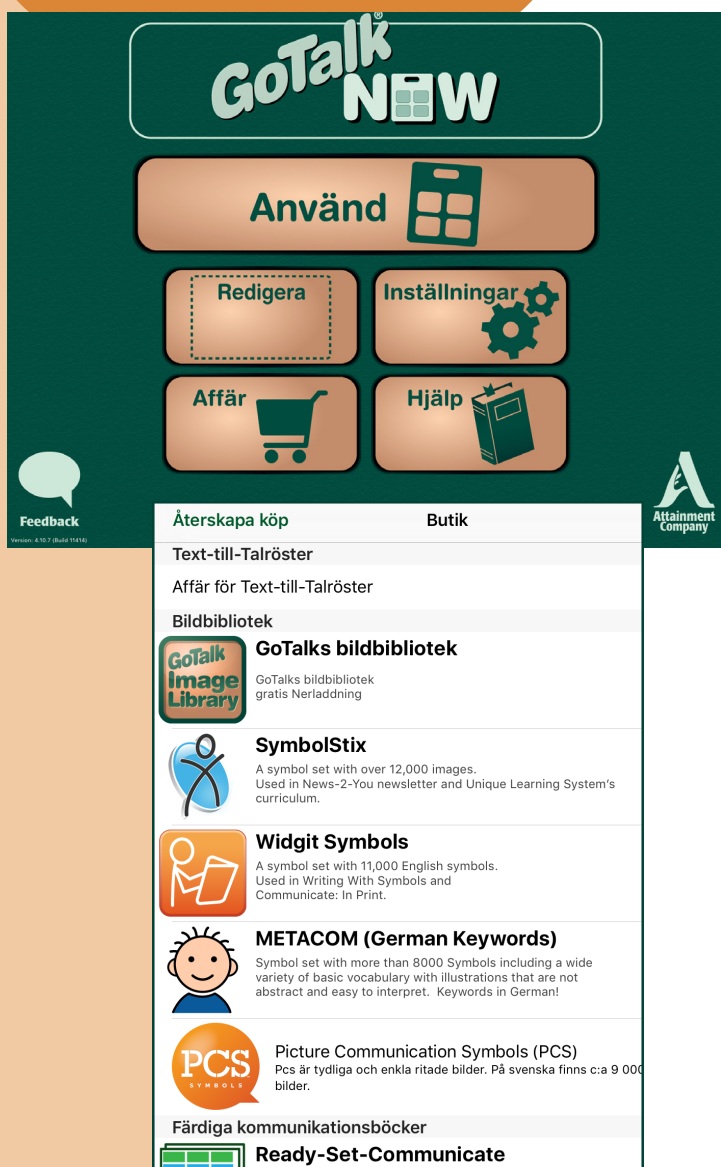 GoTalk®
NOW
Använd
Redigera
Inställningar
Affär
Hjälp
Feedback
Version: 4.10.7 (Build 11414)
Attainment
Company
Återskapa köp
Butik
Text-till-Talröster
Affär för Text-till-Talröster
Bildbibliotek
GoTalk
Image
Library
GoTalks bildbibliotek
GoTalks bildbibliotek
gratis Nerladdning
SymbolStix
A symbol set with over 12,000 images.
Used in News-2-You newsletter and Unique Learning System’s
curriculum.
Widgit Symbols
A symbol set with 11,000 English symbols.
Used in Writing With Symbols and
Communicate: In Print.
METACOM (German Keywords)
Symbol set with more than 8000 Symbols including a wide
variety of basic vocabulary with illustrations that are not
abstract and easy to interpret.  Keywords in German!
PCS
SYMBOLS
Picture Communication Symbols (PCS)
Pcs är tydliga och enkla ritade bilder. På svenska finns c:a 9 000
bilder.
Färdiga kommunikationsböcker
Ready-Set-Communicate